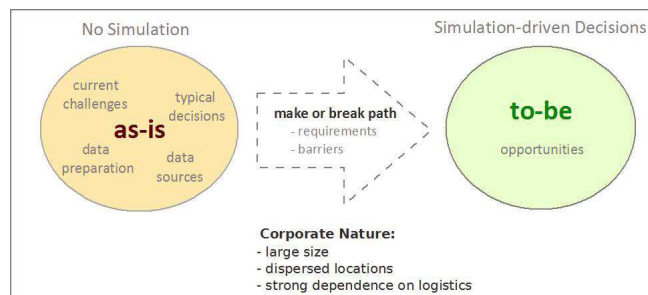 No Simulation
Simulation-driven Decisions
current
challenges
typical
decisions
as-is
data
preparation
data
sources
make or break path
- requirements
- barriers
to-be
opportunities
Corporate Nature:
- large size
- dispersed locations
- strong dependence on logistics